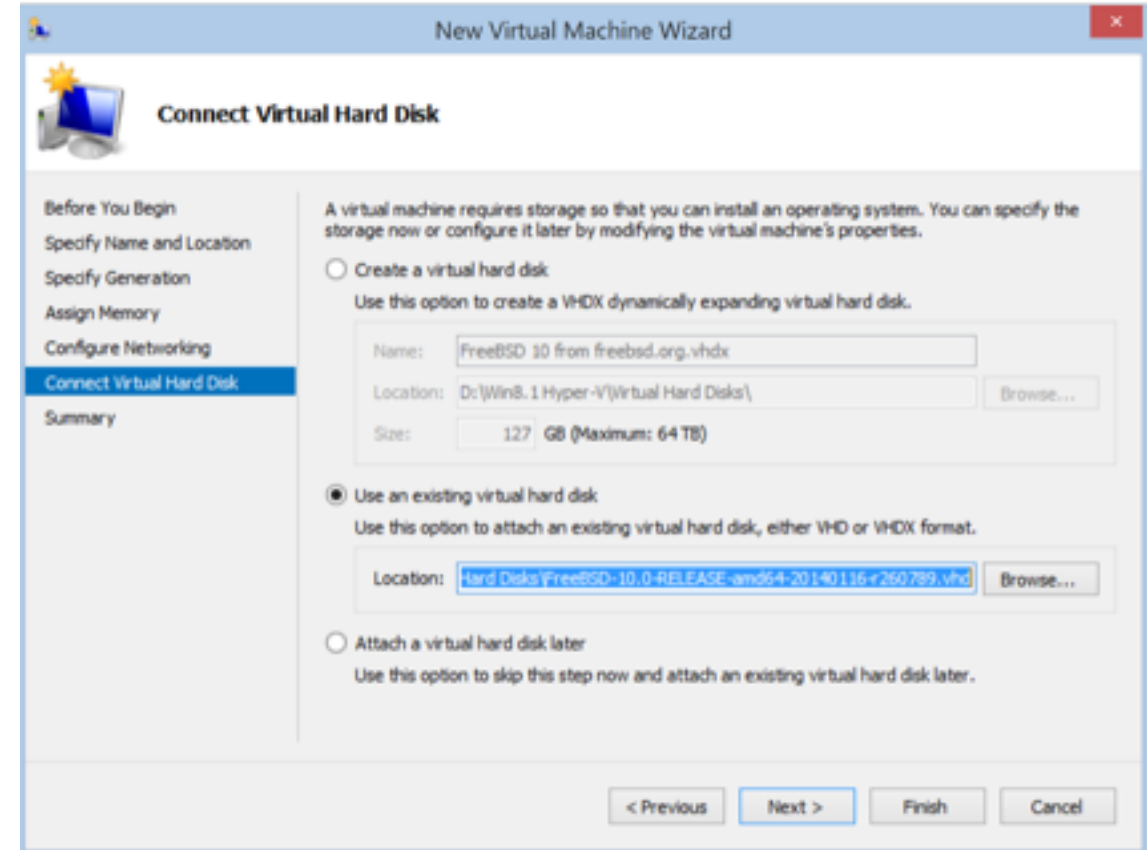 New Virtual Machine Wizard
Connect Virtual Hard Disk
Before You Begin
Specify Name and Location
Specify Generation
Assign Memory
Configure Networking
Connect Virtual Hard Disk
Summary
A virtual machine requires storage so that you can install an operating system. You can specify the
storage now or configure it later by modifying the virtual machine's properties.
Create a virtual hard disk
Use this option to create a VHDX dynamically expanding virtual hard disk.
Name: FreeBSD 10 from freebsd.org.vhdx
Location: D:\Win8.1 Hyper-V\Virtual Hard Disks\ Browse...
Size: 127 GB (Maximum: 64 TB)
Use an existing virtual hard disk
Use this option to attach an existing virtual hard disk, either VHD or VHDX format.
Location: Hard Disks\FreeBSD-10.0-RELEASE-amd64-20140116-r260789.vhd Browse...
Attach a virtual hard disk later
Use this option to skip this step now and attach an existing virtual hard disk later.
< Previous Next > Finish Cancel